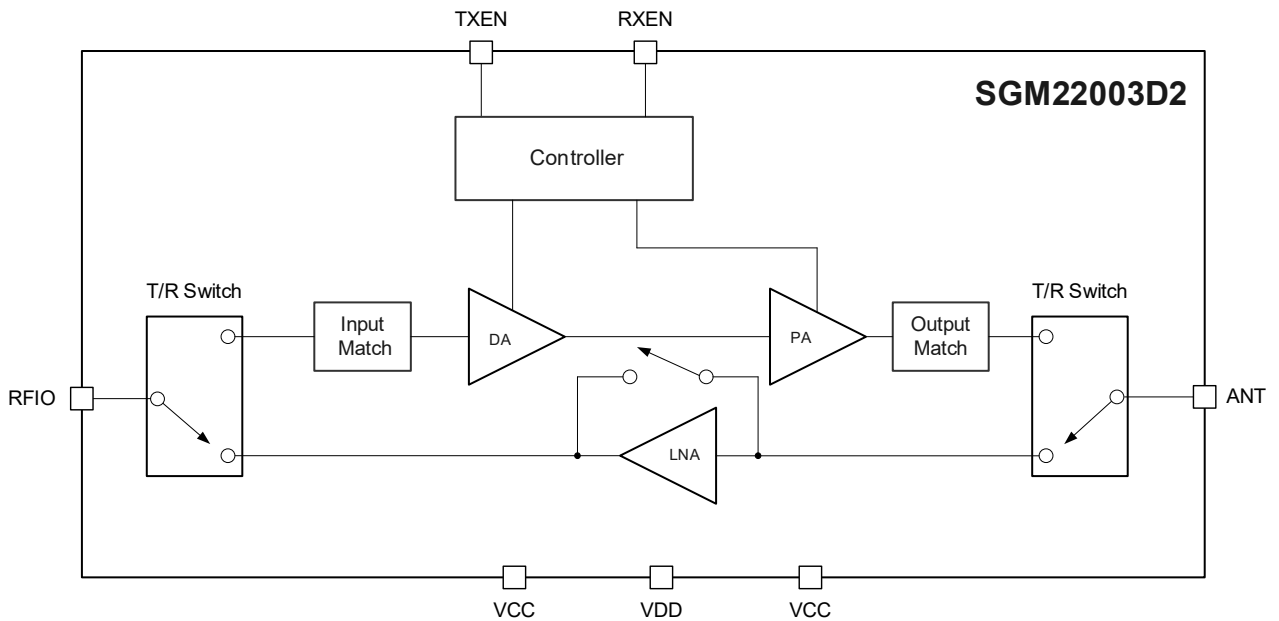 TXEN
RXEN
SGM22003D2
Controller
T/R Switch
T/R Switch
Input
Match
DA
PA
Output
Match
RFIO
ANT
LNA
VCC
VDD
VCC